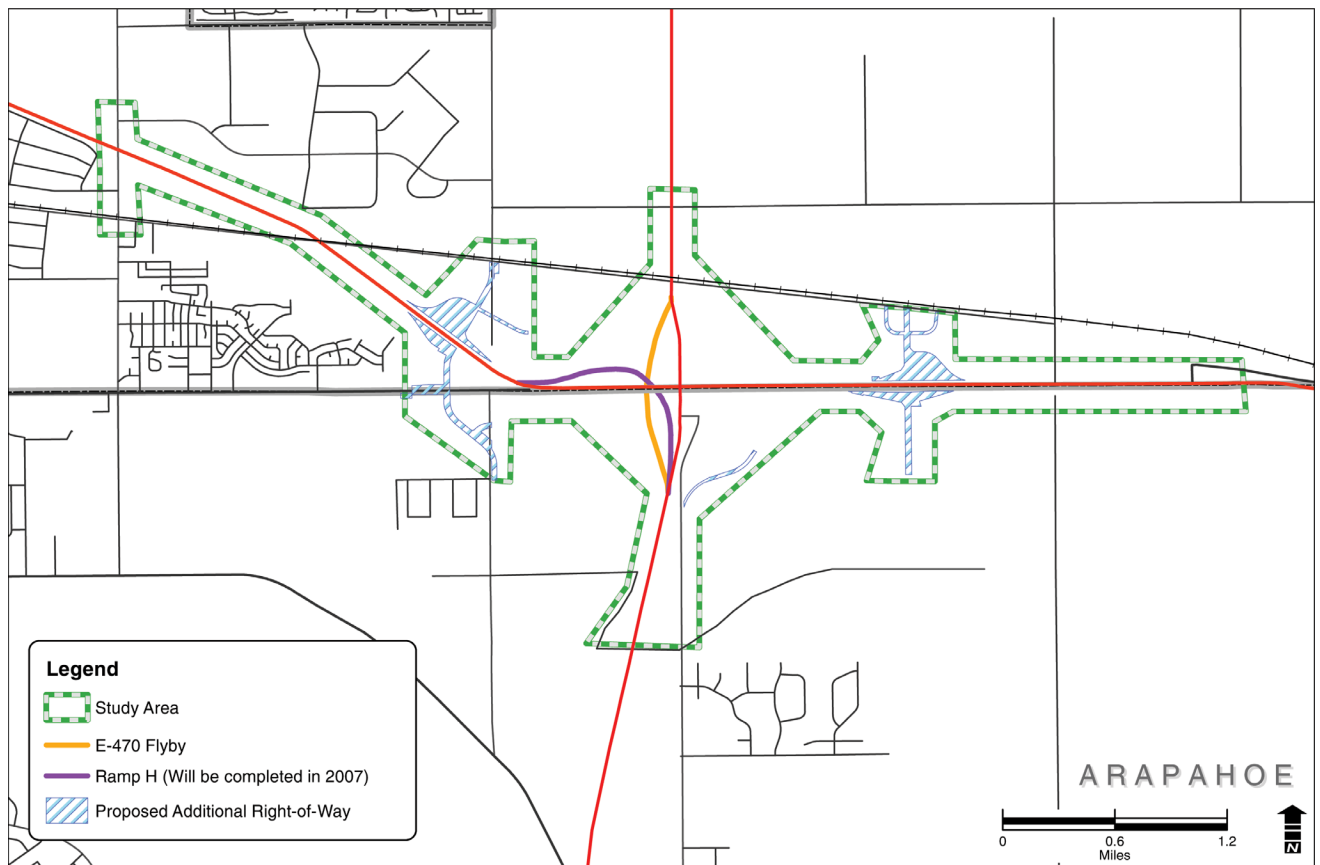 Legend
Study Area
E-470 Flyby
Ramp H (Will be completed in 2007)
Proposed Additional Right-of-Way
ARAPAHOE
0 0.6 1.2
Miles
N